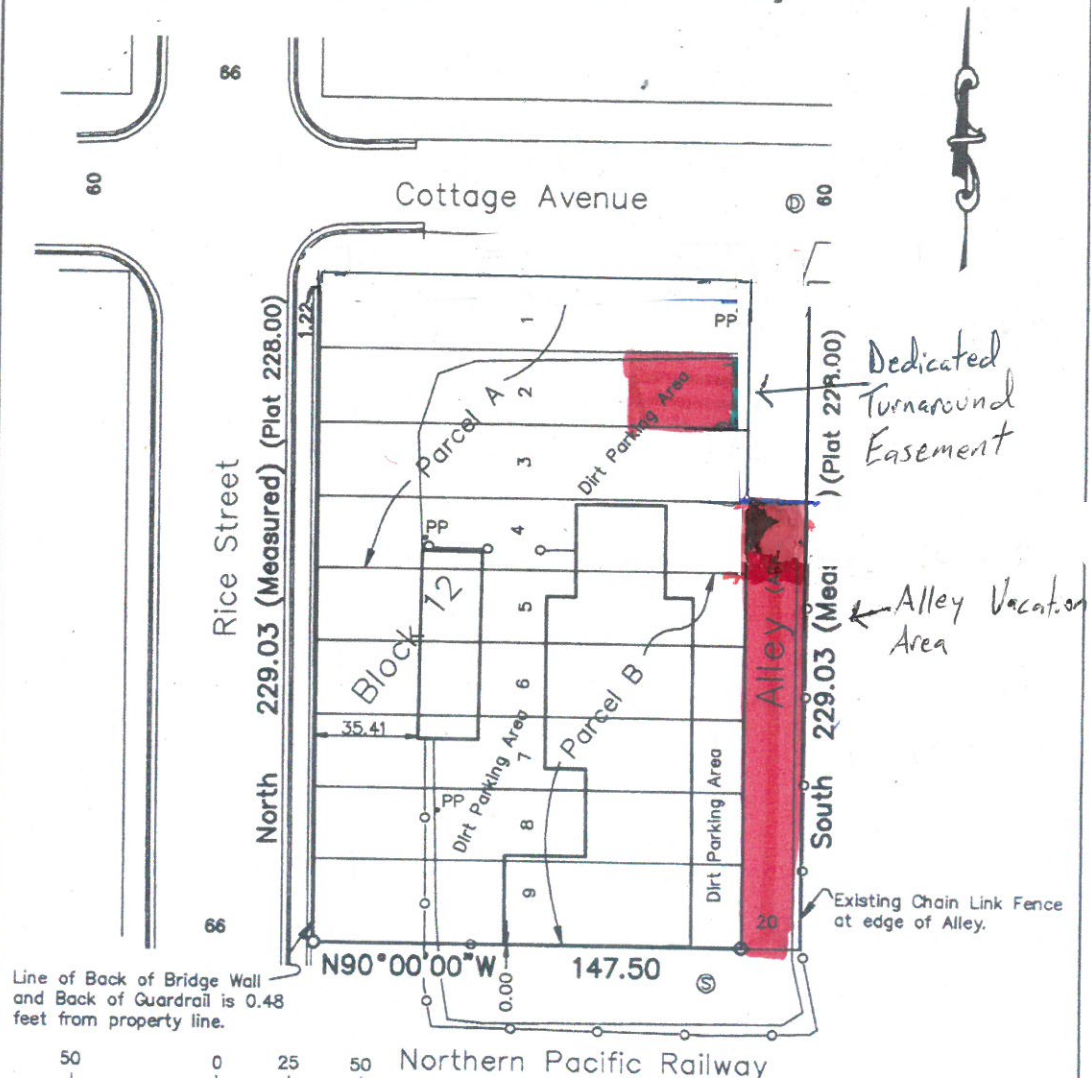 66
60
Cottage Avenue
D
60
1.22
1
PP
Rice Street
North 229.03 (Measured) (Plat 228.00)
Parcel A
2
Dirt Parking Area
3
Dedicated
Turnaround
Easement
)(Plat 228.00)
PP
4
Block 12
5
Alley
South 229.03 (Mea
Alley Vacation
Area
6
Parcel B
35.41
Dirt Parking Area
7
PP
8
Dirt Parking Area
9
20
Existing Chain Link Fence
at edge of Alley.
66
Line of Back of Bridge Wall
and Back of Guardrail is 0.48
feet from property line.
N90°00'00"W 147.50
0.00
S
50 0 25 50
Northern Pacific Railway